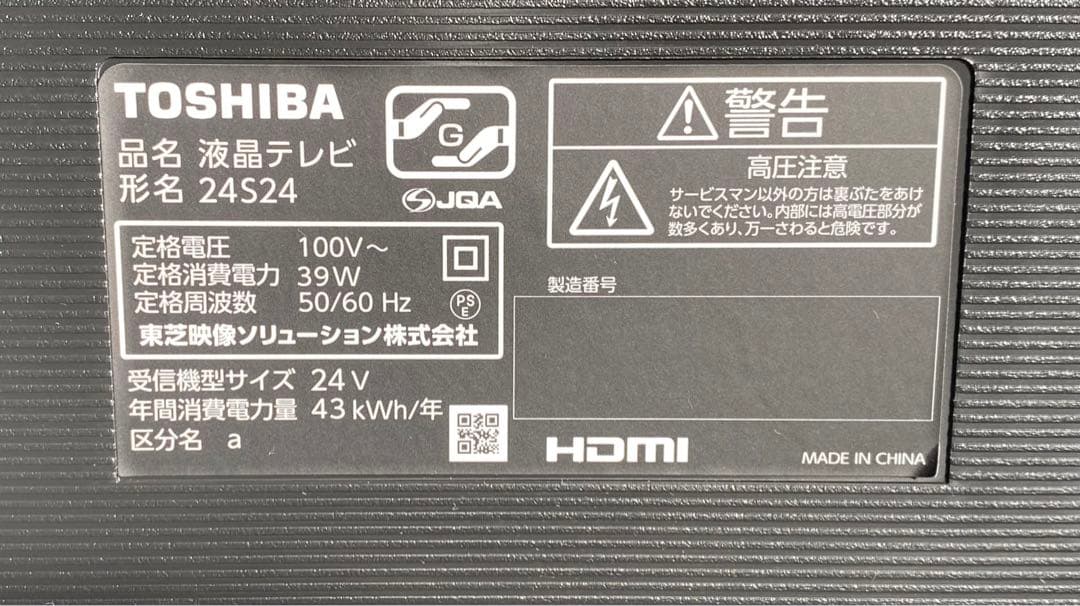 TOSHIBA
品名 液晶テレビ
形名 24S24
G
JQA
定格電圧 100V～
定格消費電力 39W
定格周波数 50/60 Hz
PS
E
東芝映像ソリューション株式会社
受信機型サイズ 24V
年間消費電力量 43kWh/年
区分名 a
警告
高圧注意
サービスマン以外の方は裏ぶたをあけ
ないでください。内部には高電圧部分が
数多くあり、万一さわると危険です。
製造番号
HDMI
MADE IN CHINA